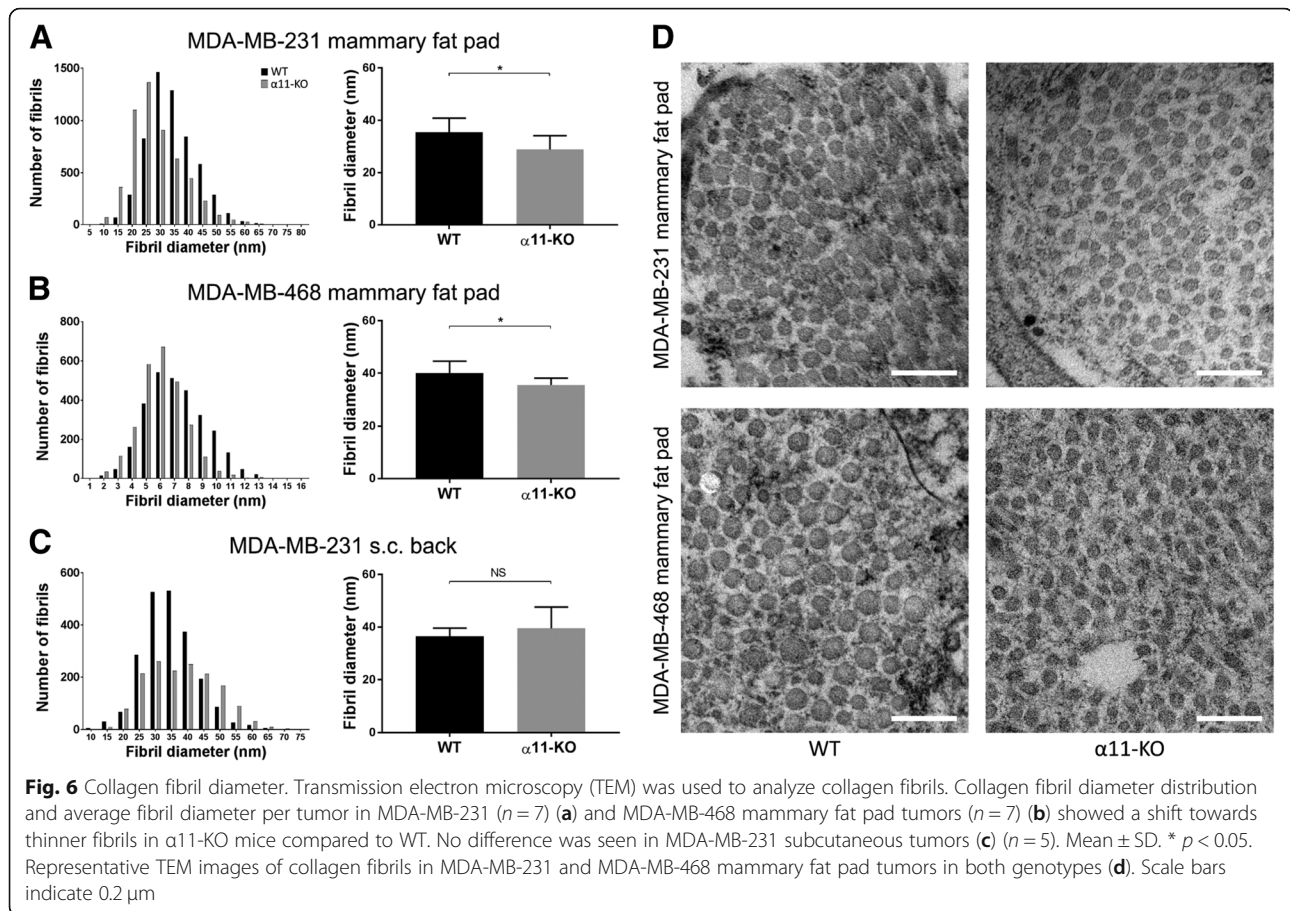 A
MDA-MB-231 mammary fat pad
Number of fibrils
1500
1000
500
0
WT
α11-KO
5 10 15 20 25 30 35 40 45 50 55 60 65 70 75 80
Fibril diameter (nm)
Fibril diameter (nm)
60
40
20
0
*
WT
α11-KO
B
MDA-MB-468 mammary fat pad
Number of fibrils
800
600
400
200
0
1 2 3 4 5 6 7 8 9 10 11 12 13 14 15 16
Fibril diameter (nm)
Fibril diameter (nm)
60
40
20
0
*
WT
α11-KO
C
MDA-MB-231 s.c. back
Number of fibrils
600
400
200
0
10 15 20 25 30 35 40 45 50 55 60 65 70 75
Fibril diameter (nm)
Fibril diameter (nm)
60
40
20
0
NS
WT
α11-KO
D
MDA-MB-231 mammary fat pad
MDA-MB-468 mammary fat pad
WT
α11-KO
Fig. 6 Collagen fibril diameter. Transmission electron microscopy (TEM) was used to analyze collagen fibrils. Collagen fibril diameter distribution
and average fibril diameter per tumor in MDA-MB-231 (n = 7) (a) and MDA-MB-468 mammary fat pad tumors (n = 7) (b) showed a shift towards
thinner fibrils in α11-KO mice compared to WT. No difference was seen in MDA-MB-231 subcutaneous tumors (c) (n = 5). Mean ± SD. * p < 0.05.
Representative TEM images of collagen fibrils in MDA-MB-231 and MDA-MB-468 mammary fat pad tumors in both genotypes (d). Scale bars
indicate 0.2 μm